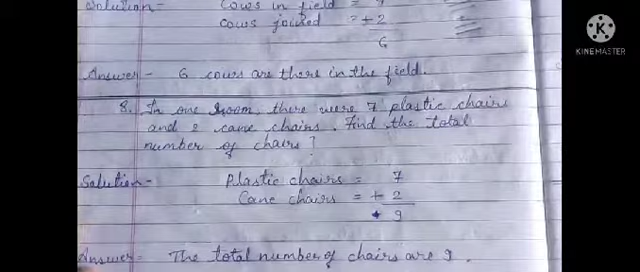 Solution- Cows in field =
cows joined = + 2
6
Answer - 6 cows are there in the field.
8. In one room, there were 7 plastic chairs
and 2 cane chairs. Find the total
number of chairs?
Solution- Plastic chairs = 7
Cane chairs = + 2
9
Answer= The total number of chairs are 9.
K
KINEMASTER